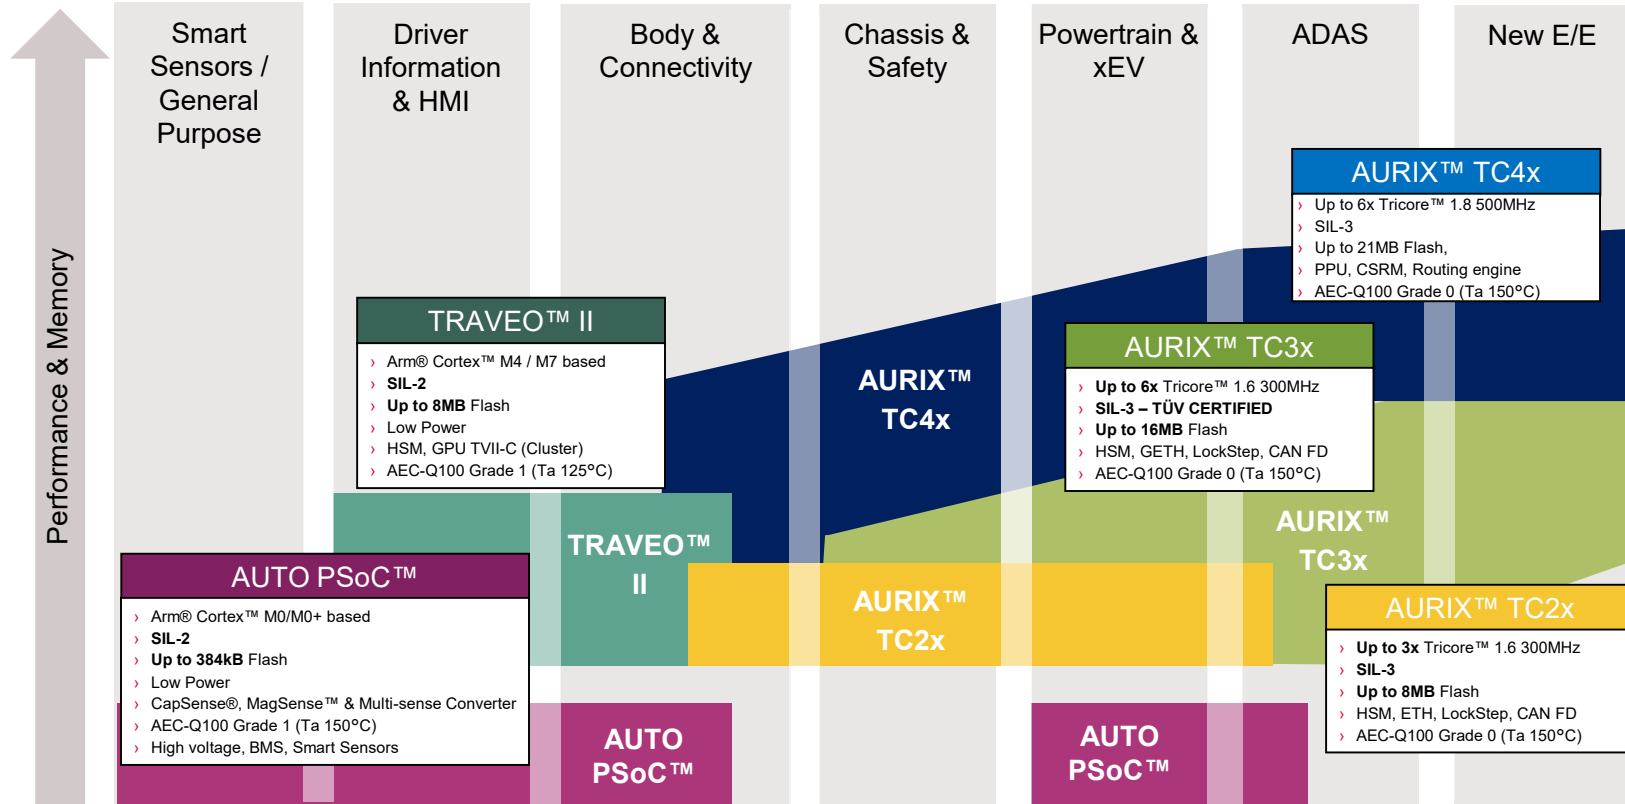 Smart
Sensors /
General
Purpose
Driver
Information
& HMI
Body &
Connectivity
Chassis &
Safety
Powertrain &
xEV
ADAS
New E/E
Performance & Memory
AURIX™ TC4x
› Up to 6x Tricore™ 1.8 500MHz
› SIL-3
› Up to 21MB Flash,
› PPU, CSRM, Routing engine
› AEC-Q100 Grade 0 (Ta 150°C)
TRAVEO™ II
› Arm® Cortex™ M4 / M7 based
› SIL-2
› Up to 8MB Flash
› Low Power
› HSM, GPU TVII-C (Cluster)
› AEC-Q100 Grade 1 (Ta 125°C)
AURIX™ TC3x
› Up to 6x Tricore™ 1.6 300MHz
› SIL-3 – TÜV CERTIFIED
› Up to 16MB Flash
› HSM, GETH, LockStep, CAN FD
› AEC-Q100 Grade 0 (Ta 150°C)
AURIX™
TC4x
TRAVEO™
II
AURIX™
TC3x
AURIX™
TC2x
AUTO PSoC™
› Arm® Cortex™ M0/M0+ based
› SIL-2
› Up to 384kB Flash
› Low Power
› CapSense®, MagSense™ & Multi-sense Converter
› AEC-Q100 Grade 1 (Ta 150°C)
› High voltage, BMS, Smart Sensors
AURIX™ TC2x
› Up to 3x Tricore™ 1.6 300MHz
› SIL-3
› Up to 8MB Flash
› HSM, ETH, LockStep, CAN FD
› AEC-Q100 Grade 0 (Ta 150°C)
AUTO
PSoC™
AUTO
PSoC™